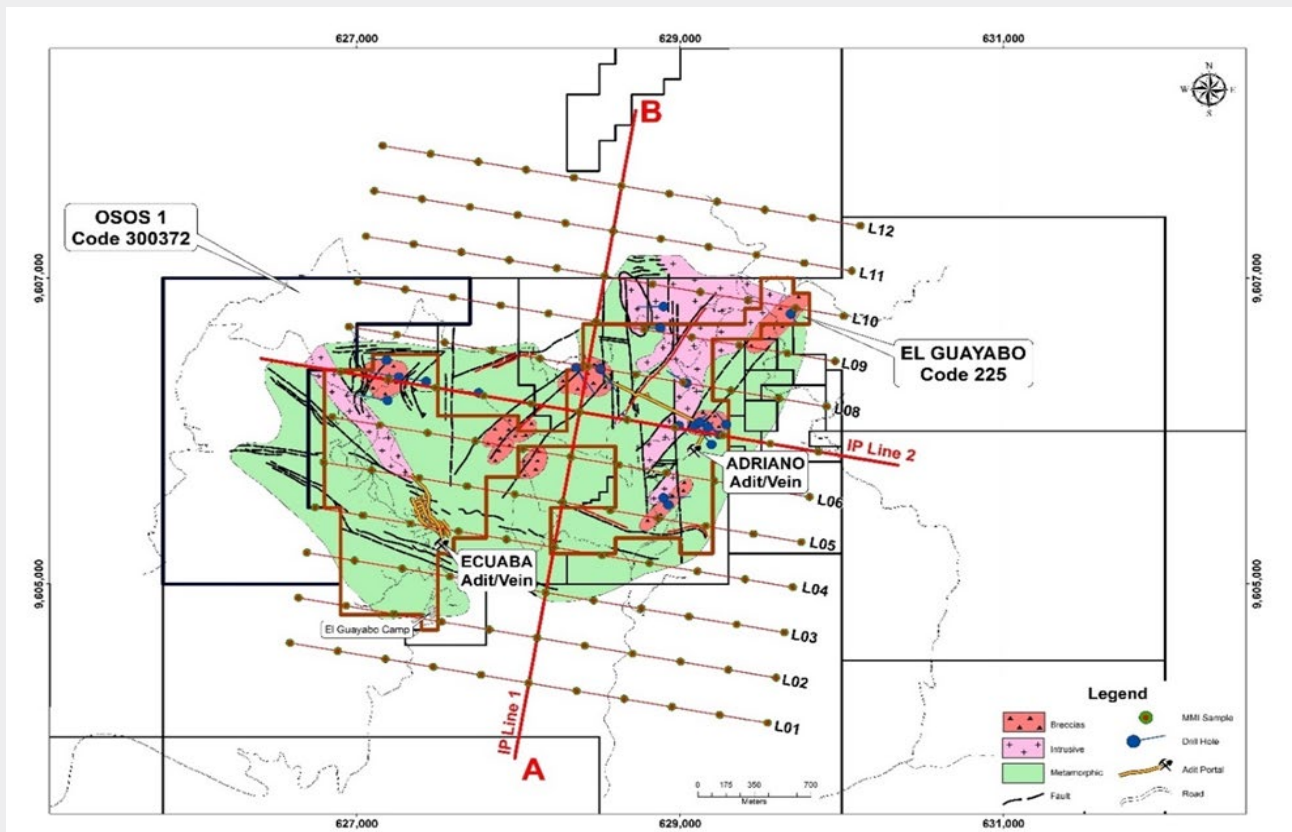 627,000
629,000
631,000
N
W
E
S
B
OSOS 1
Code 300372
L12
L11
9,607,000
9,607,000
L10
EL GUAYABO
Code 225
L09
L08
IP Line 2
ADRIANO
Adit/Vein
L06
L05
ECUABA
Adit/Vein
L04
9,605,000
9,605,000
El Guayabo Camp
L03
L02
L01
IP Line 1
A
Legend
Breccias
MMI Sample
Intrusive
Drill Hole
Metamorphic
Adit Portal
Fault
Road
0 175 350 700
Meters
627,000
629,000
631,000